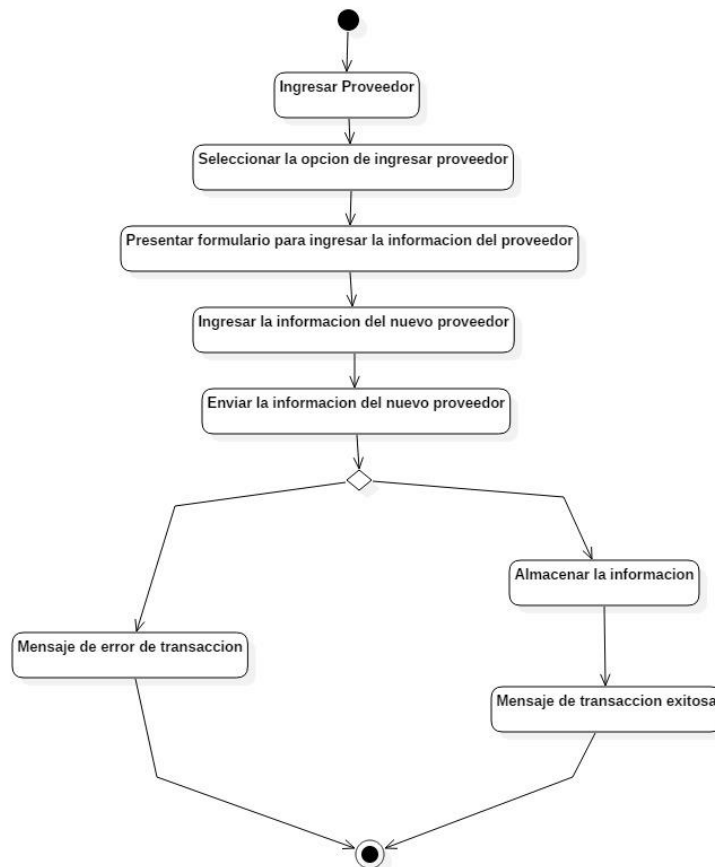 Ingresar Proveedor
Seleccionar la opcion de ingresar proveedor
Presentar formulario para ingresar la informacion del proveedor
Ingresar la informacion del nuevo proveedor
Enviar la informacion del nuevo proveedor
Almacenar la informacion
Mensaje de error de transaccion
Mensaje de transaccion exitosa